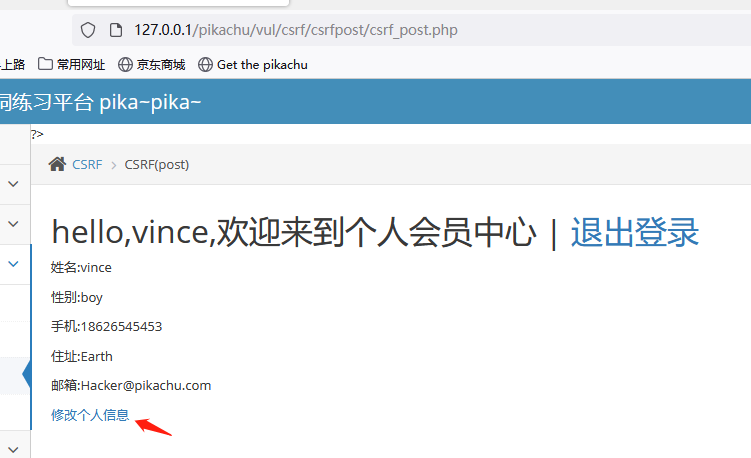 127.0.0.1/pikachu/vul/csrf/csrfpost/csrf_post.php
上路 常用网址 京东商城 Get the pikachu
练习平台 pika~pika~
?>
CSRF > CSRF(post)
hello,vince,欢迎来到个人会员中心 | 退出登录
姓名:vince
性别:boy
手机:18626545453
住址:Earth
邮箱:Hacker@pikachu.com
修改个人信息